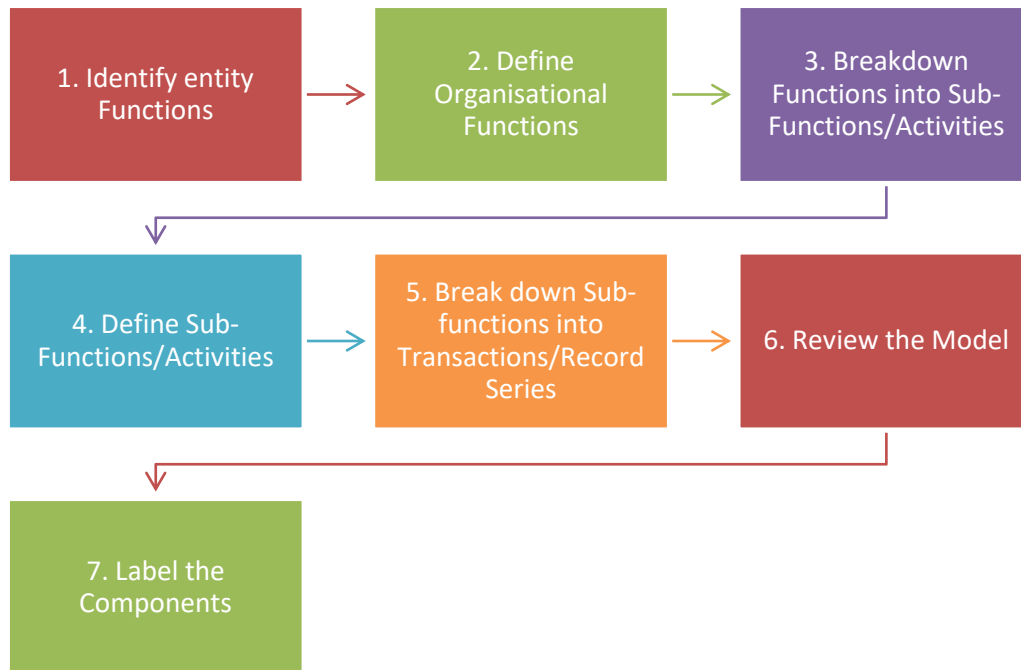 1. Identify entity
Functions
2. Define
Organisational
Functions
3. Breakdown
Functions into Sub-
Functions/Activities
4. Define Sub-
Functions/Activities
5. Break down Sub-
functions into
Transactions/Record
Series
6. Review the Model
7. Label the
Components